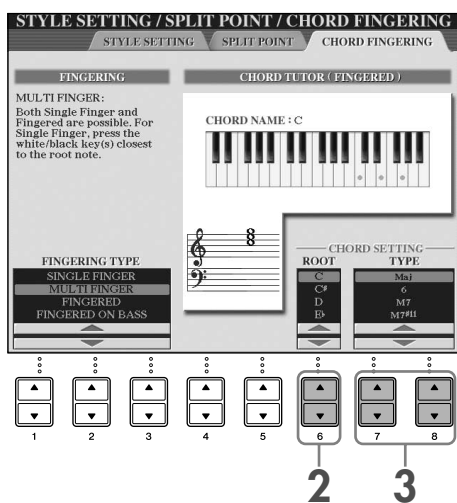 STYLE SETTING / SPLIT POINT / CHORD FINGERING
STYLE SETTING SPLIT POINT CHORD FINGERING
FINGERING
MULTI FINGER:
Both Single Finger and
Fingered are possible. For
Single Finger, press the
white/black key(s) closest
to the root note.
CHORD TUTOR ( FINGERED )
CHORD NAME : C
FINGERING TYPE
SINGLE FINGER
MULTI FINGER
FINGERED
FINGERED ON BASS
CHORD SETTING
ROOT TYPE
C Maj
C♯ 6
D M7
E♭ M7♯11
1 2 3 4 5 6 7 8
2 3